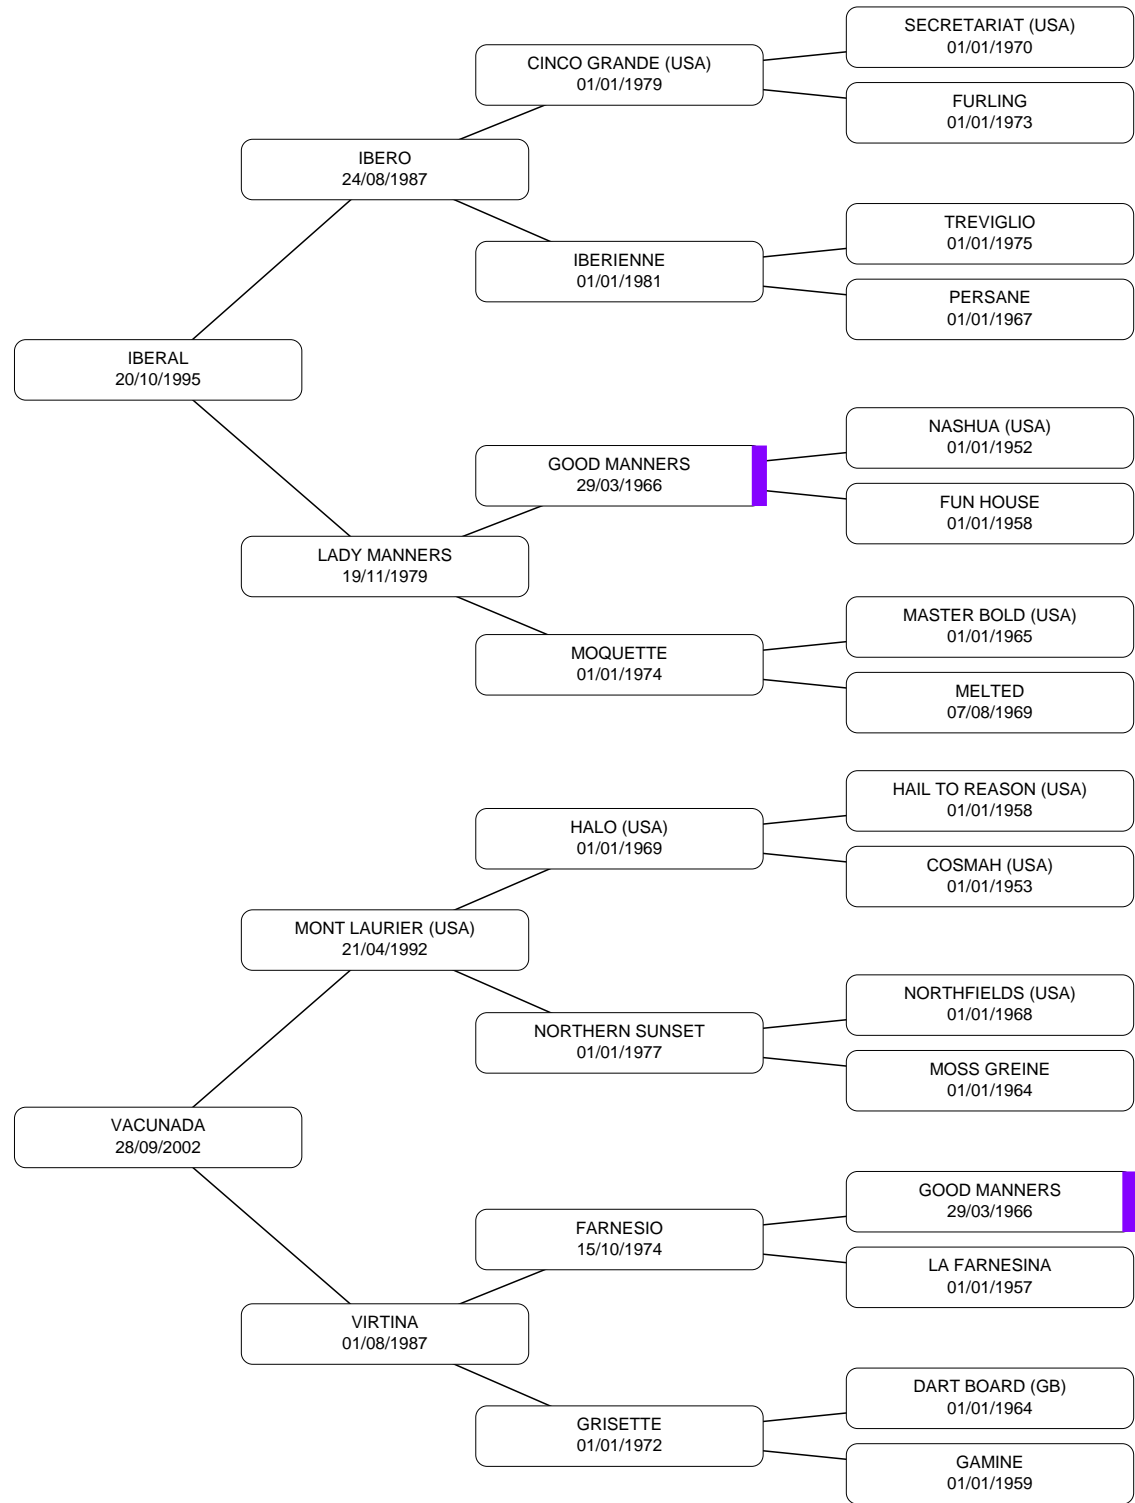 SECRETARIAT (USA)
01/01/1970
CINCO GRANDE (USA)
01/01/1979
FURLING
01/01/1973
IBERO
24/08/1987
TREVIGLIO
01/01/1975
IBERIENNE
01/01/1981
PERSANE
01/01/1967
IBERAL
20/10/1995
NASHUA (USA)
01/01/1952
GOOD MANNERS
29/03/1966
FUN HOUSE
01/01/1958
LADY MANNERS
19/11/1979
MASTER BOLD (USA)
01/01/1965
MOQUETTE
01/01/1974
MELTED
07/08/1969
HAIL TO REASON (USA)
01/01/1958
HALO (USA)
01/01/1969
COSMAH (USA)
01/01/1953
MONT LAURIER (USA)
21/04/1992
NORTHFIELDS (USA)
01/01/1968
NORTHERN SUNSET
01/01/1977
MOSS GREINE
01/01/1964
VACUNADA
28/09/2002
GOOD MANNERS
29/03/1966
FARNESIO
15/10/1974
LA FARNESINA
01/01/1957
VIRTINA
01/08/1987
DART BOARD (GB)
01/01/1964
GRISETTE
01/01/1972
GAMINE
01/01/1959